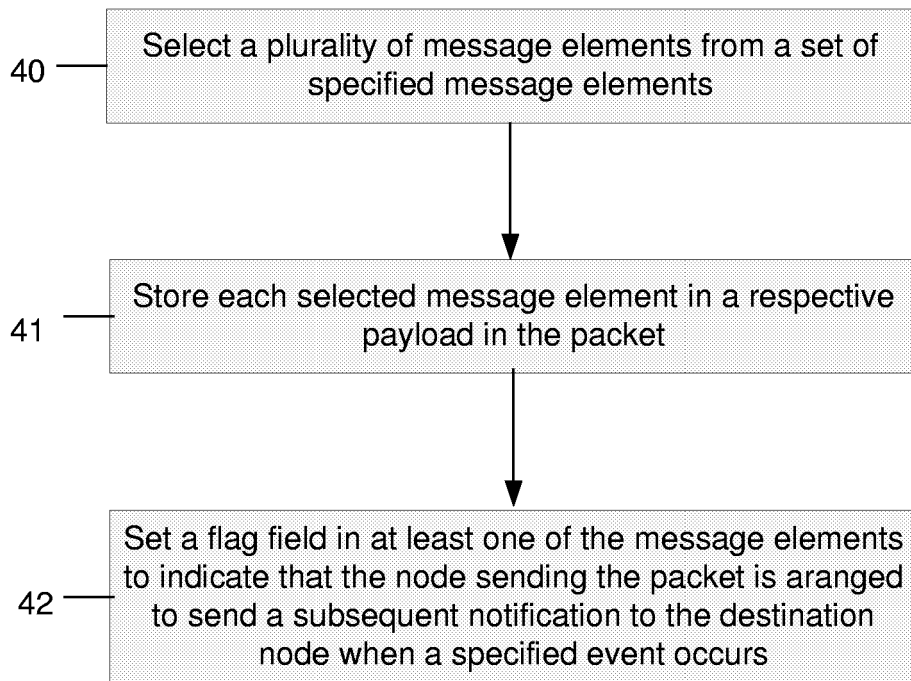 40
Select a plurality of message elements from a set of
specified message elements
41
Store each selected message element in a respective
payload in the packet
42
Set a flag field in at least one of the message elements
to indicate that the node sending the packet is aranged
to send a subsequent notification to the destination
node when a specified event occurs